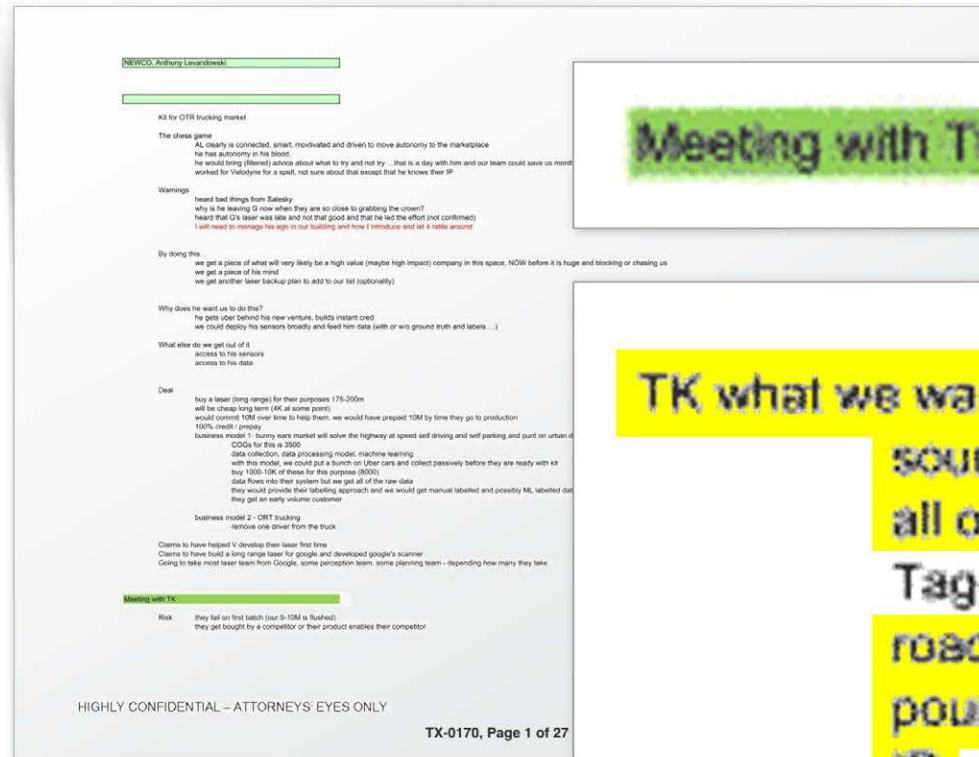 NEWCO, Anthony Levandowski
Kit for OTR trucking market
The chess game
AL clearly is connected, smart, movtivated and driven to move autonomy to the marketplace
he has autonomy in his blood,
he would bring (filtered) advice about what to try and not try ...that is a day with him and our team could save us month
worked for Velodyne for a spell, not sure about that except that he knows their IP
Warnings
heard bad things from Salesky
why is he leaving G now when they are so close to grabbing the crown?
heard that G's laser was late and not that good and that he led the effort (not confirmed)
I will need to manage his ego in our building and how I introduce and let it rattle around
By doing this...
we get a piece of what will very likely be a high value (maybe high impact) company in this space, NOW before it is huge and blocking or chasing us
we get a piece of his mind
we get another laser backup plan to add to our list (optionality)
Why does he want us to do this?
he gets uber behind his new venture, builds instant cred
we could deploy his sensors broadly and feed him data (with or w/o ground truth and labels ...)
What else do we get out of it
access to his sensors
access to his data
Deal
buy a laser (long range) for their purposes 175-200m
will be cheap long term (4K at some point)
would commit 10M over time to help them, we would have prepaid 10M by time they go to production
100% credit / prepay
business model 1- bunny ears market will solve the highway at speed self driving and self parking and punt on urban d
COGs for this is 3500
data collection, data processing model, machine learning
with this model, we could put a bunch on Uber cars and collect passively before they are ready with kit
buy 1000-10K of these for this purpose (8000)
data flows into their system but we get all of the raw data
they would provide their labelling approach and we would get manual labelled and possibly ML labelled dat
they get an early volume customer
business model 2 - ORT trucking
remove one driver from the truck
Claims to have helped V develop their laser first time
Claims to have build a long range laser for google and developed google's scanner
Going to take most laser team from Google, some perception team, some planning team - depending how many they take
Meeting with TK
Risk they fail on first batch (our 5-10M is flushed)
they get bought by a competitor or their product enables their competitor
HIGHLY CONFIDENTIAL – ATTORNEYS EYES ONLY
TX-0170, Page 1 of 27
Meeting with T
TK what we wa
sou
all o
Tag
road
pou